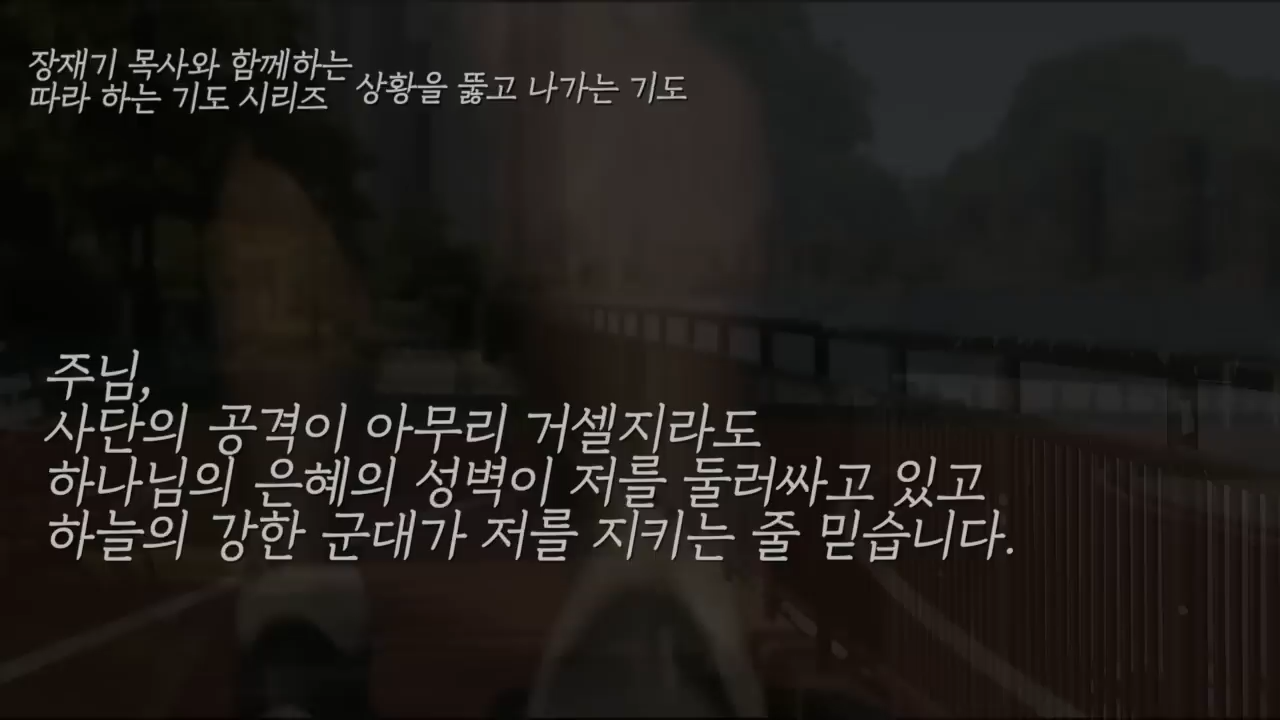 장재기 목사와 함께하는
따라 하는 기도 시리즈
상황을 뚫고 나가는 기도
주님,
사단의 공격이 아무리 거셀지라도
하나님의 은혜의 성벽이 저를 둘러싸고 있고
하늘의 강한 군대가 저를 지키는 줄 믿습니다.